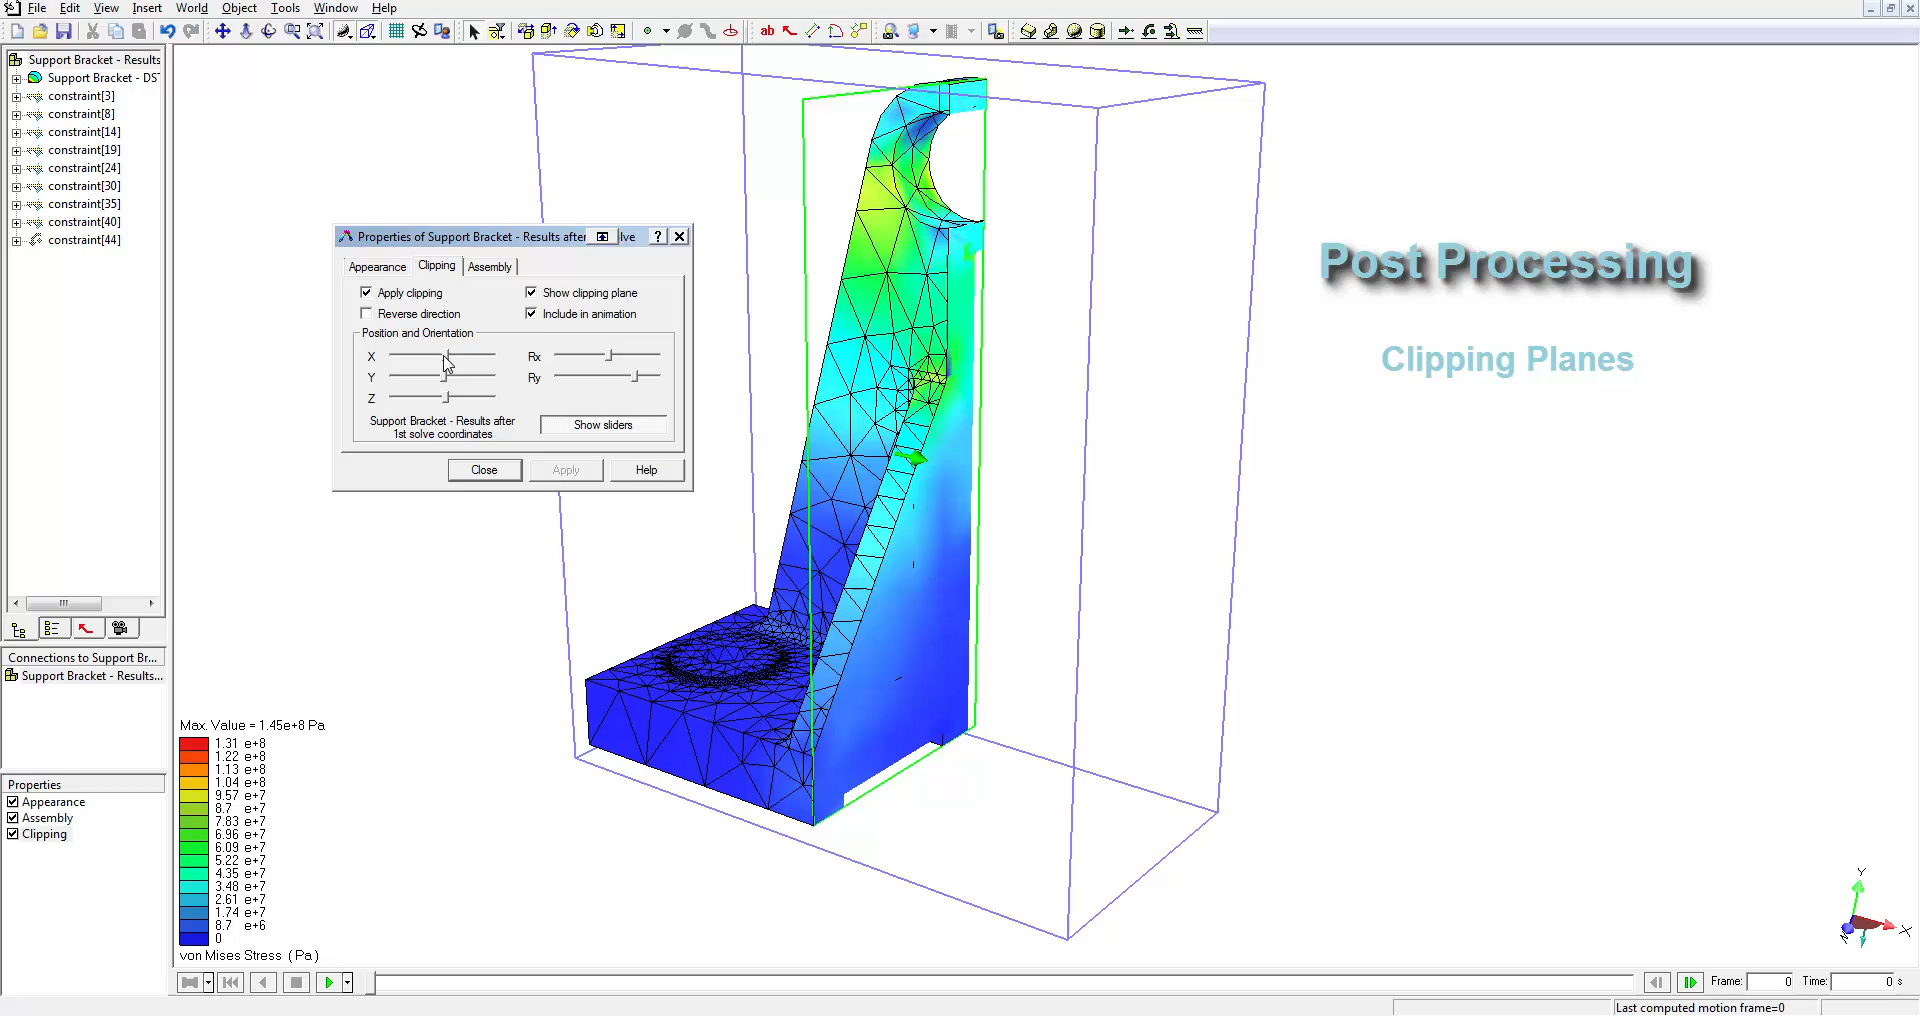 File Edit View Insert World Object Tools Window Help
ab
Support Bracket - Results
Support Bracket - DST
constraint[3]
constraint[8]
constraint[14]
constraint[19]
constraint[24]
constraint[30]
constraint[35]
constraint[40]
constraint[44]
Connections to Support Br...
Support Bracket - Results...
Properties
Appearance
Assembly
Clipping
Properties of Support Bracket - Results after lve
Appearance Clipping Assembly
Apply clipping Show clipping plane
Reverse direction Include in animation
Position and Orientation
X Rx
Y Ry
Z
Support Bracket - Results after
1st solve coordinates
Show sliders
Close Apply Help
Post Processing
Clipping Planes
Max. Value = 1.45e+8 Pa
1.31 e+8
1.22 e+8
1.13 e+8
1.04 e+8
9.57 e+7
8.7 e+7
7.83 e+7
6.96 e+7
6.09 e+7
5.22 e+7
4.35 e+7
3.48 e+7
2.61 e+7
1.74 e+7
8.7 e+6
0
von Mises Stress ( Pa )
Y
X
Z
Frame: 0 Time: 0 s
Last computed motion frame=0